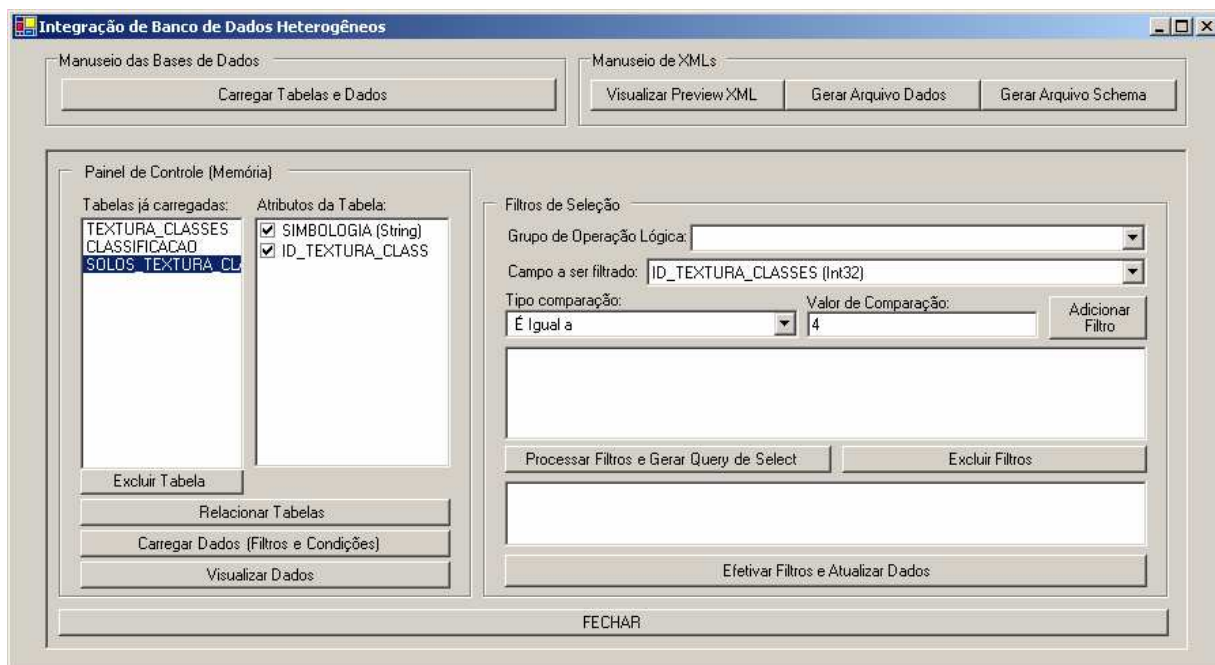 Integração de Banco de Dados Heterogêneos
Manuseio das Bases de Dados
Carregar Tabelas e Dados
Manuseio de XMLs
Visualizar Preview XML
Gerar Arquivo Dados
Gerar Arquivo Schema
Painel de Controle (Memória)
Tabelas já carregadas:
TEXTURA_CLASSES
CLASSIFICACAO
SOLOS_TEXTURA_CL
Atributos da Tabela:
SIMBOLOGIA (String)
ID_TEXTURA_CLASS
Excluir Tabela
Relacionar Tabelas
Carregar Dados (Filtros e Condições)
Visualizar Dados
Filtros de Seleção
Grupo de Operação Lógica:
Campo a ser filtrado: ID_TEXTURA_CLASSES (Int32)
Tipo comparação:
É Igual a
Valor de Comparação:
4
Adicionar
Filtro
Processar Filtros e Gerar Query de Select
Excluir Filtros
Efetivar Filtros e Atualizar Dados
FECHAR